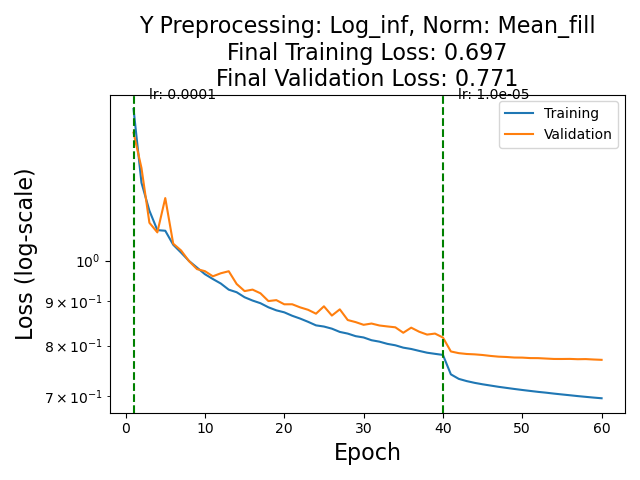 Y Preprocessing: Log_inf, Norm: Mean_fill
Final Training Loss: 0.697
Final Validation Loss: 0.771
lr: 0.0001
lr: 1.0e-05
Training
Validation
10⁰
9 × 10⁻¹
8 × 10⁻¹
7 × 10⁻¹
Loss (log-scale)
0 10 20 30 40 50 60
Epoch